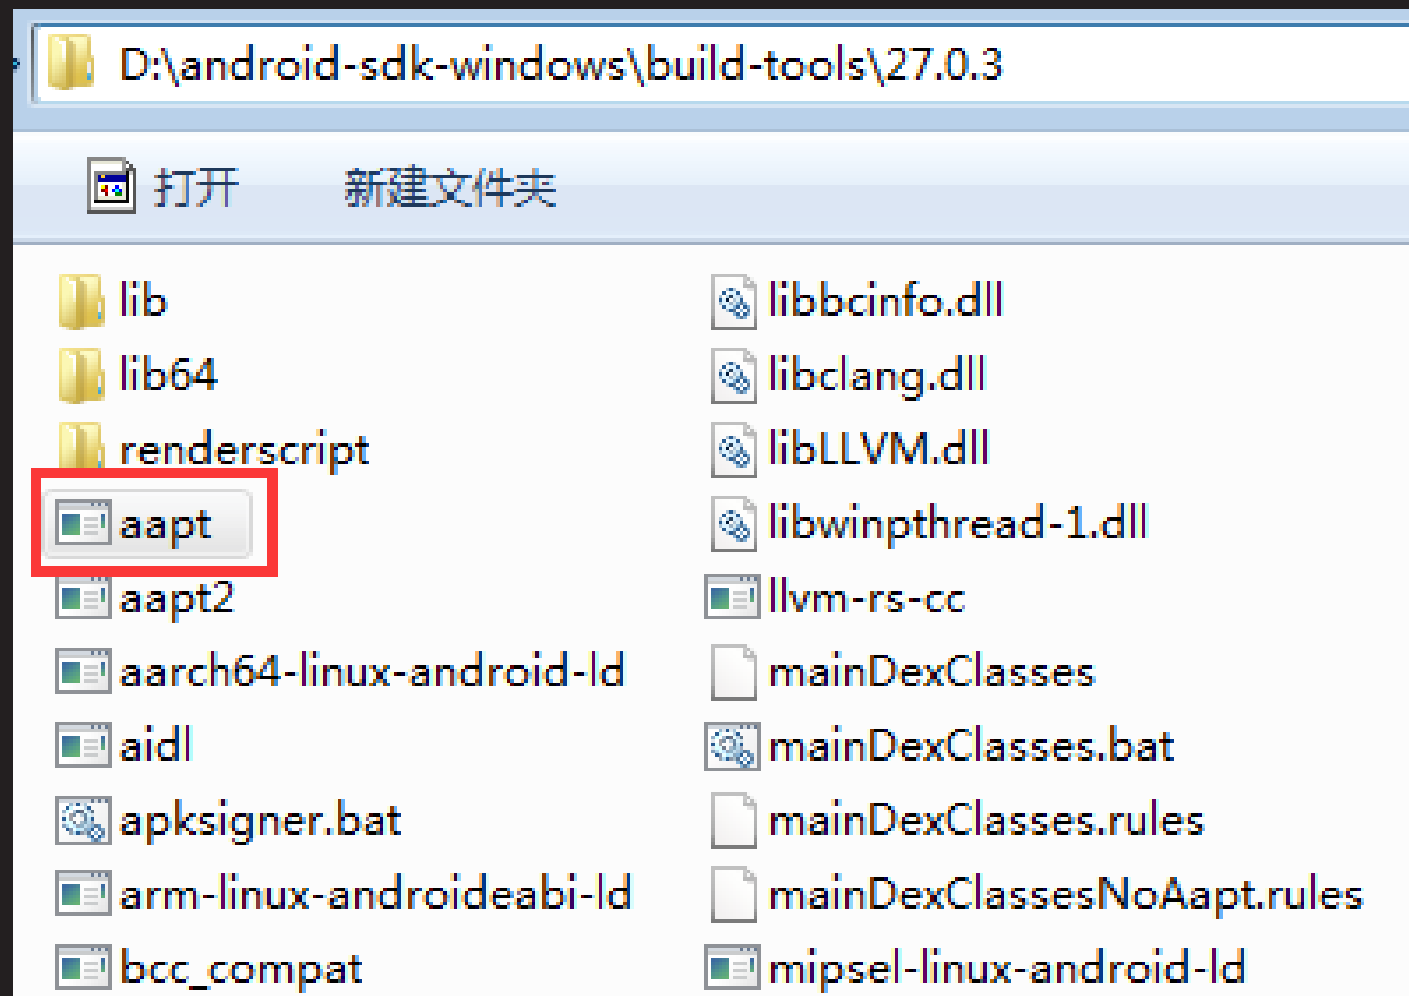 D:\android-sdk-windows\build-tools\27.0.3
打开 新建文件夹
lib
lib64
renderscript
aapt
aapt2
aarch64-linux-android-ld
aidl
apksigner.bat
arm-linux-androideabi-ld
bcc_compat
libbcinfo.dll
libclang.dll
libLLVM.dll
libwinpthread-1.dll
llvm-rs-cc
mainDexClasses
mainDexClasses.bat
mainDexClasses.rules
mainDexClassesNoAapt.rules
mipsel-linux-android-ld